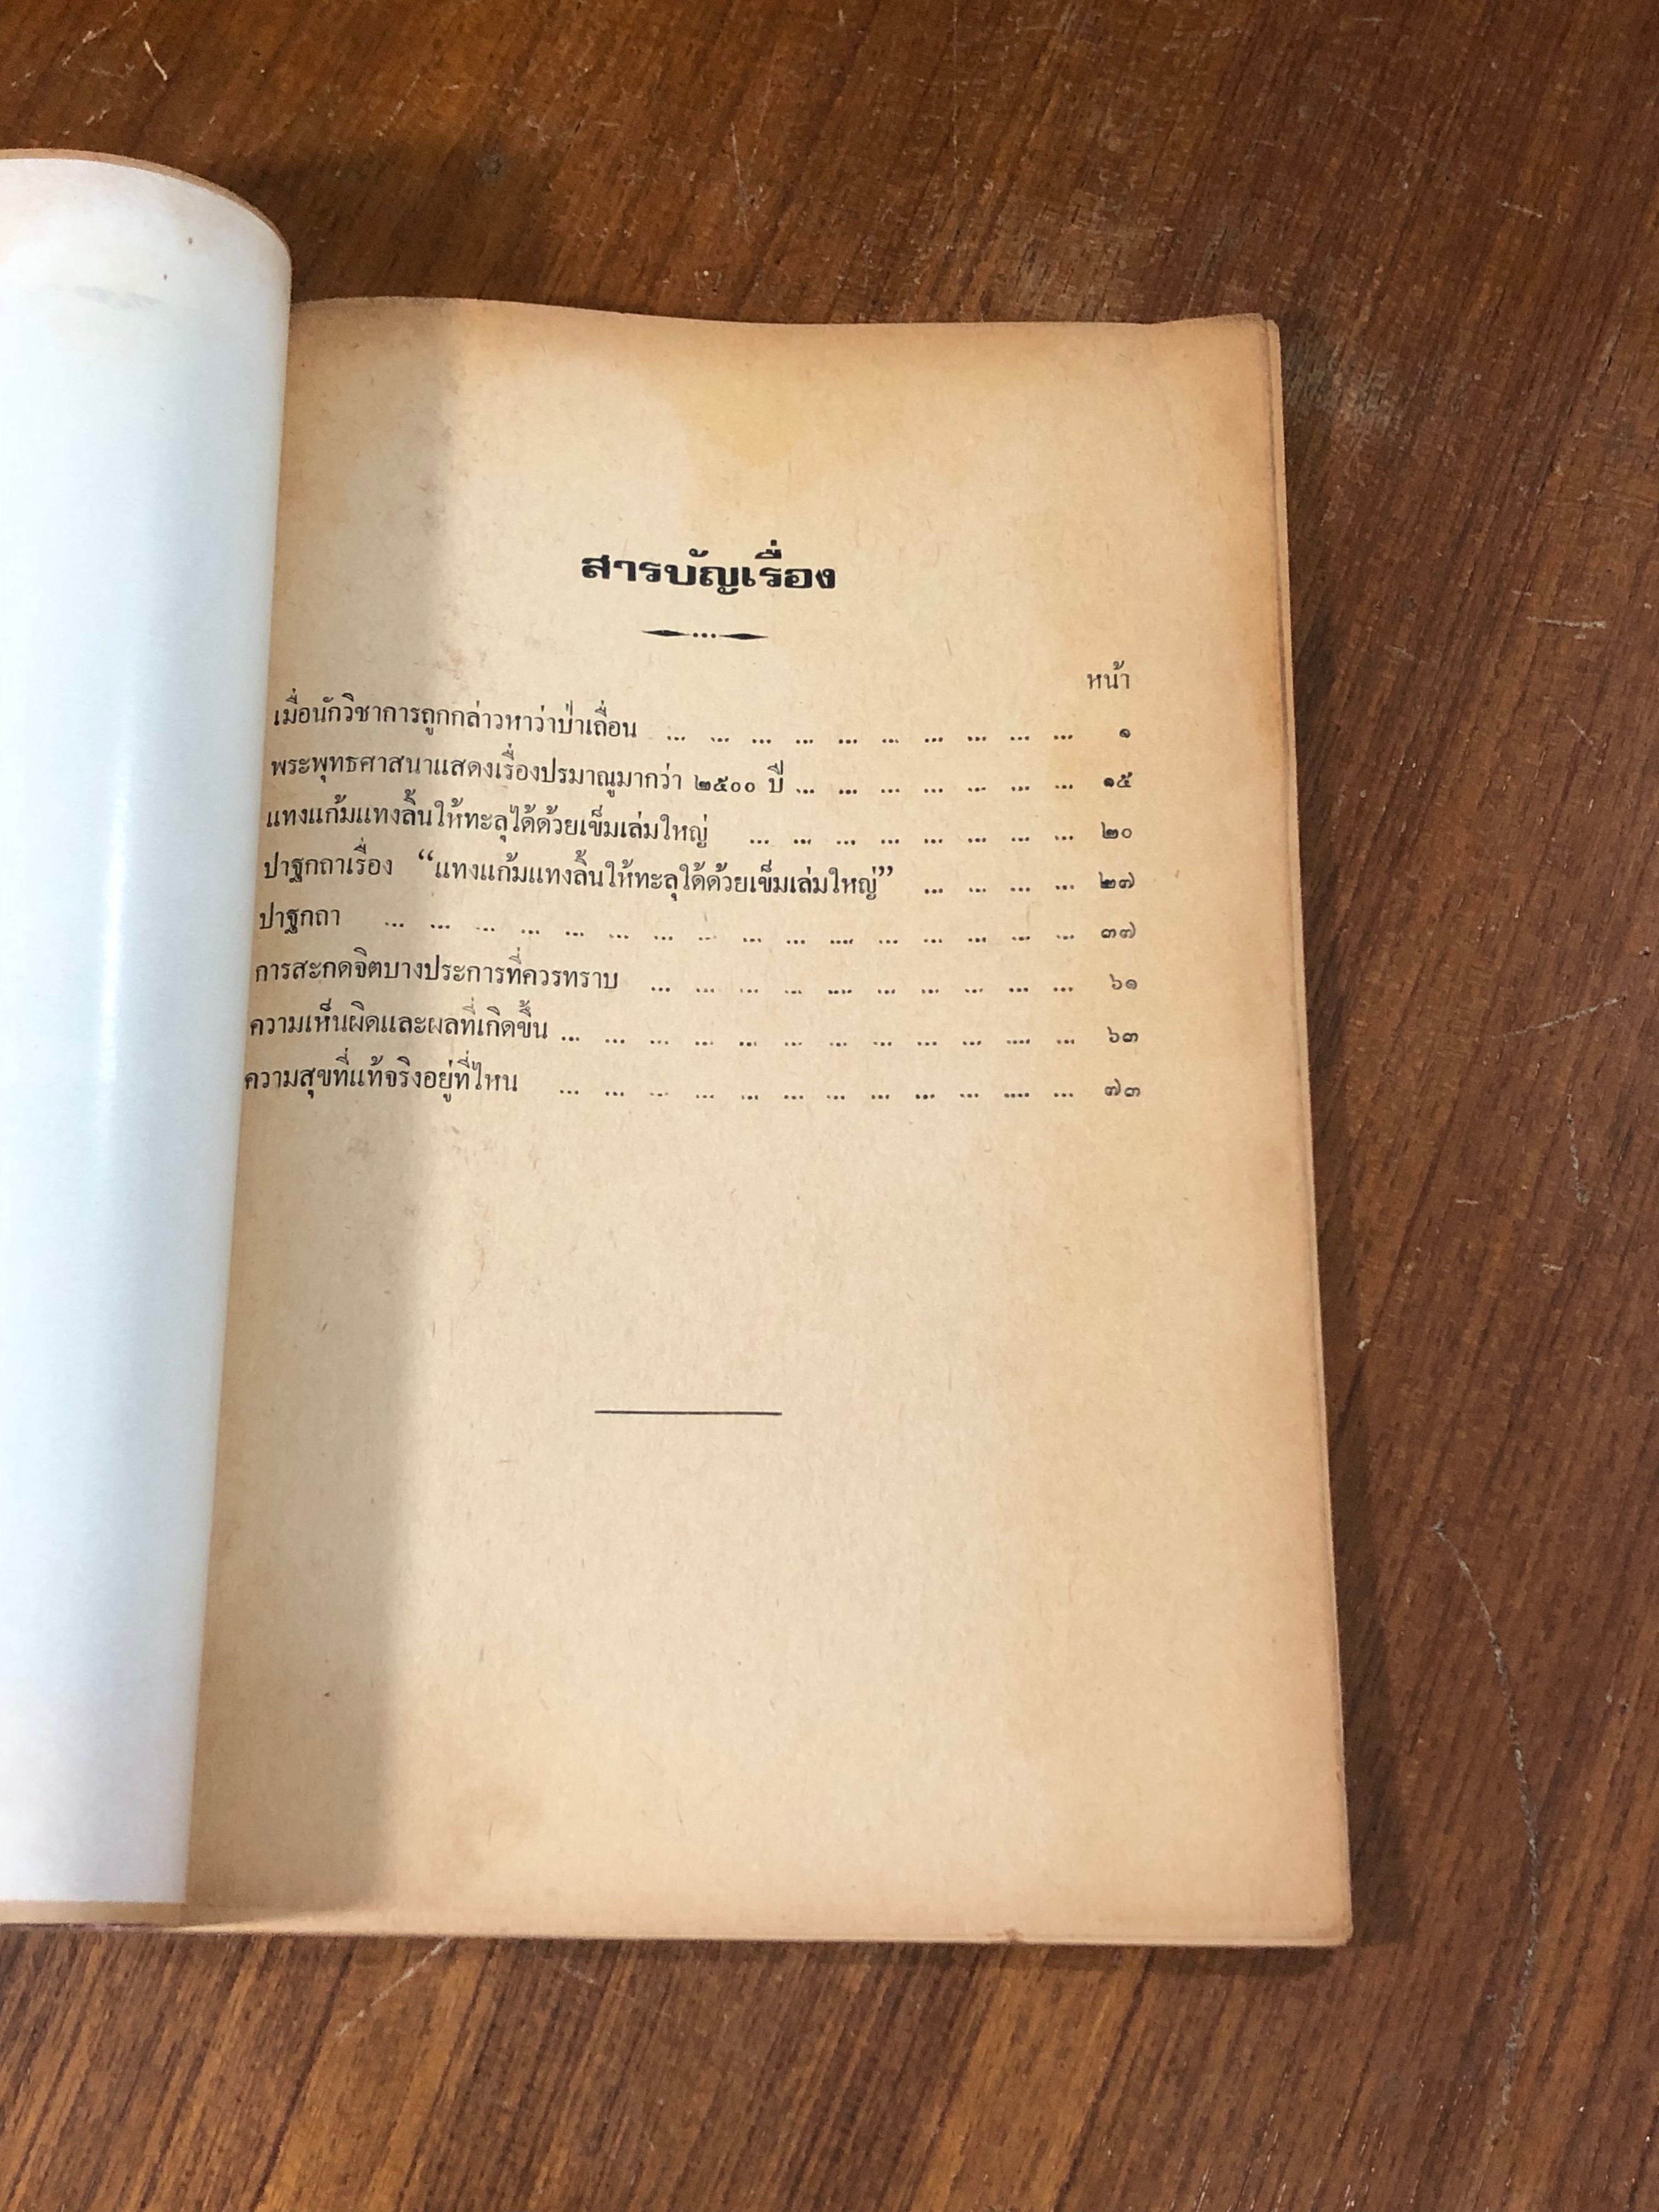 สารบัญเรื่อง
หน้า
เมื่อนักวิชาการถูกกล่าวหาว่าป่าเถื่อน ... ... ... ... ... ... ... ... ... ... ๑
พระพุทธศาสนาแสดงเรื่องปรมาณูมากว่า ๒๕๐๐ ปี ... ... ... ... ... ... ... ๑๕
แทงแก้มแทงลิ้นให้ทะลุได้ด้วยเข็มเล่มใหญ่ ... ... ... ... ... ... ... ... ๒๐
ปาฐกถาเรื่อง “แทงแก้มแทงลิ้นให้ทะลุได้ด้วยเข็มเล่มใหญ่” ... ... ... ... ๒๗
ปาฐกถา ... ... ... ... ... ... ... ... ... ... .... ... ... ... ... ... ๓๗
การสะกดจิตบางประการที่ควรทราบ ... ... ... ... .... ... ... ... ... ... ๖๑
ความเห็นผิดและผลที่เกิดขึ้น ... ... ... ... ... ... ... ... ... ... .... ... ๖๓
ความสุขที่แท้จริงอยู่ที่ไหน ... ... ... ... ... ... ... ... ... ... .... ... ๗๓